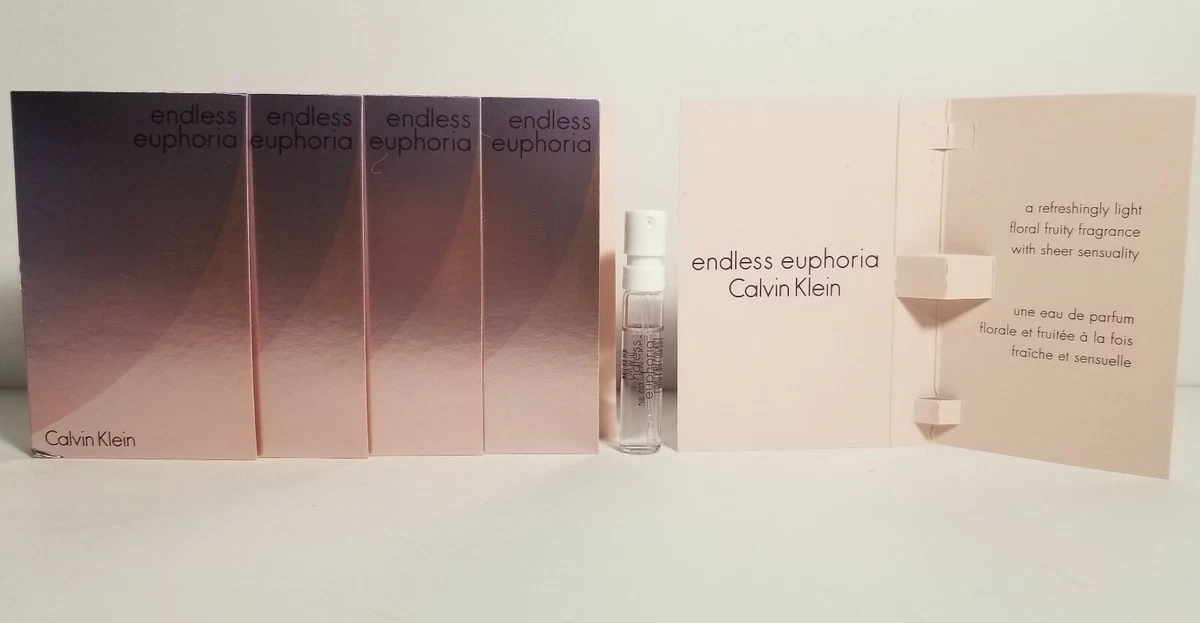 endless
euphoria
Calvin Klein
endless
euphoria
endless
euphoria
endless
euphoria
endless
euphoria
endless euphoria
Calvin Klein
a refreshingly light
floral fruity fragrance
with sheer sensuality
une eau de parfum
florale et fruitée à la fois
fraîche et sensuelle